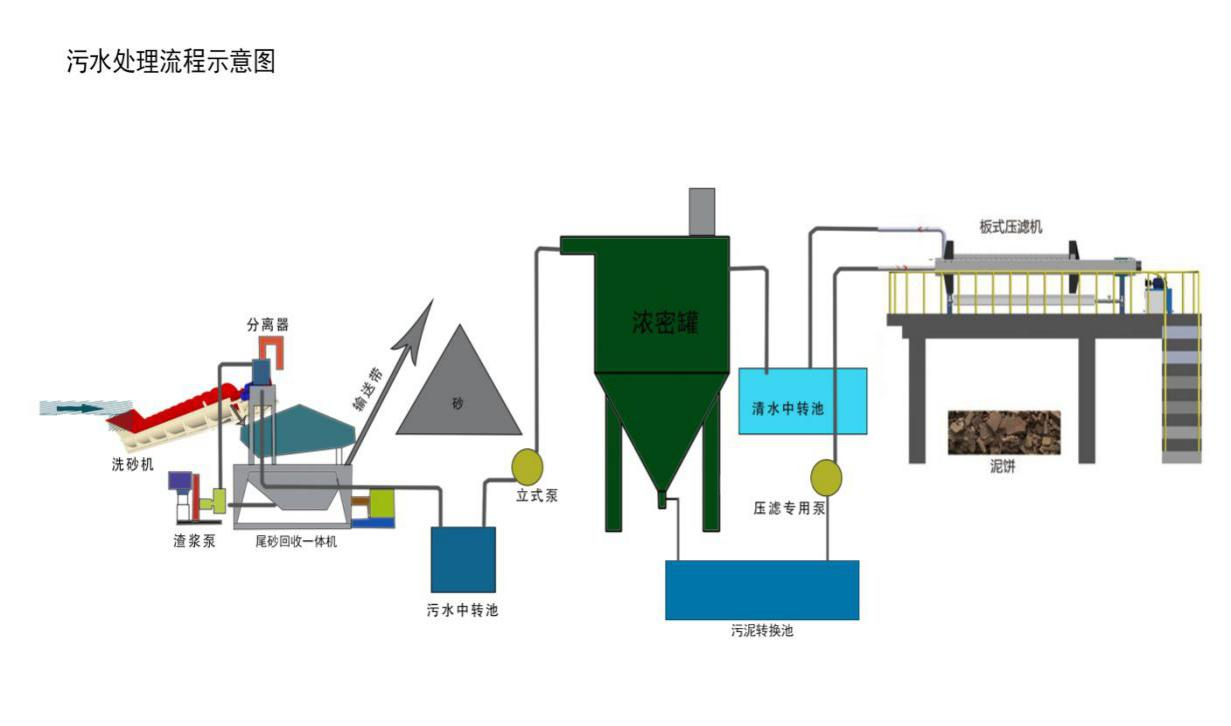 污水处理流程示意图
板式压滤机
分离器
浓密罐
输送带
砂
清水中转池
洗砂机
泥饼
立式泵
压滤专用泵
渣浆泵
尾砂回收一体机
污水中转池
污泥转换池